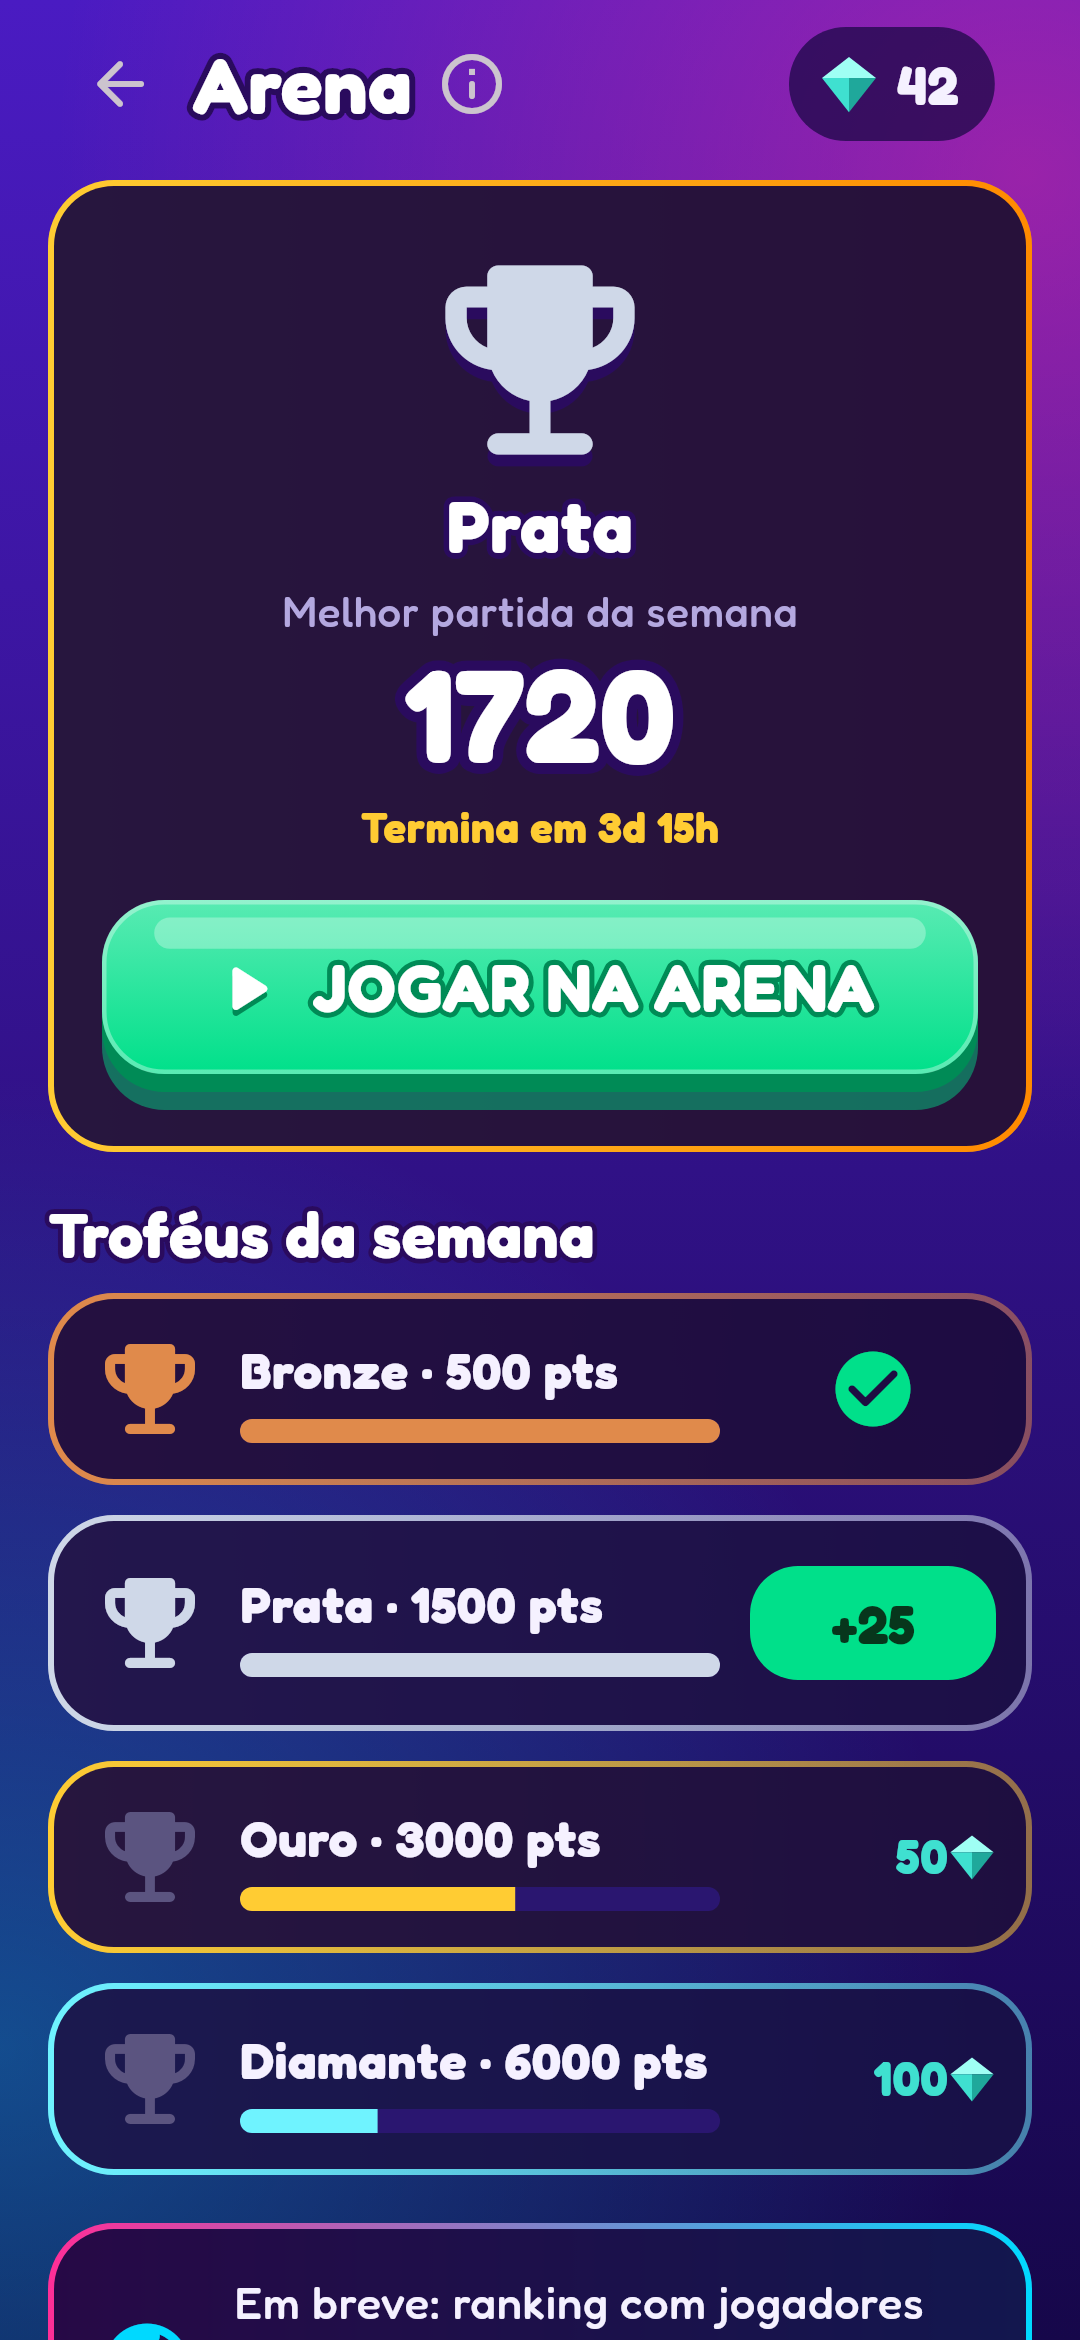 Arena
42
Prata
Melhor partida da semana
1720
Termina em 3d 15h
JOGAR NA ARENA
Troféus da semana
Bronze · 500 pts
Prata · 1500 pts
+25
Ouro · 3000 pts
50
Diamante · 6000 pts
100
Em breve: ranking com jogadores